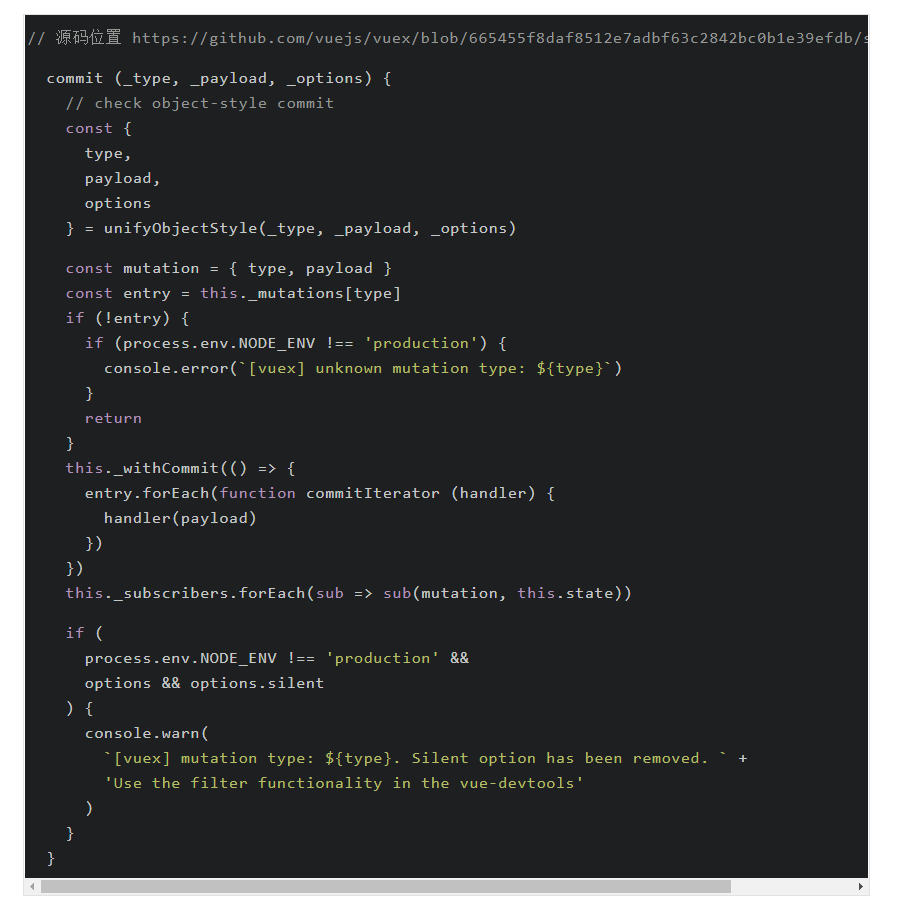 // 源码位置 https://github.com/vuejs/vuex/blob/665455f8daf8512e7adbf63c2842bc0b1e39efdb/s
commit (_type, _payload, _options) {
// check object-style commit
const {
type,
payload,
options
} = unifyObjectStyle(_type, _payload, _options)
const mutation = { type, payload }
const entry = this._mutations[type]
if (!entry) {
if (process.env.NODE_ENV !== 'production') {
console.error(`[vuex] unknown mutation type: ${type}`)
}
return
}
this._withCommit(() => {
entry.forEach(function commitIterator (handler) {
handler(payload)
})
})
this._subscribers.forEach(sub => sub(mutation, this.state))
if (
process.env.NODE_ENV !== 'production' &&
options && options.silent
) {
console.warn(
`[vuex] mutation type: ${type}. Silent option has been removed. ` +
'Use the filter functionality in the vue-devtools'
)
}
}